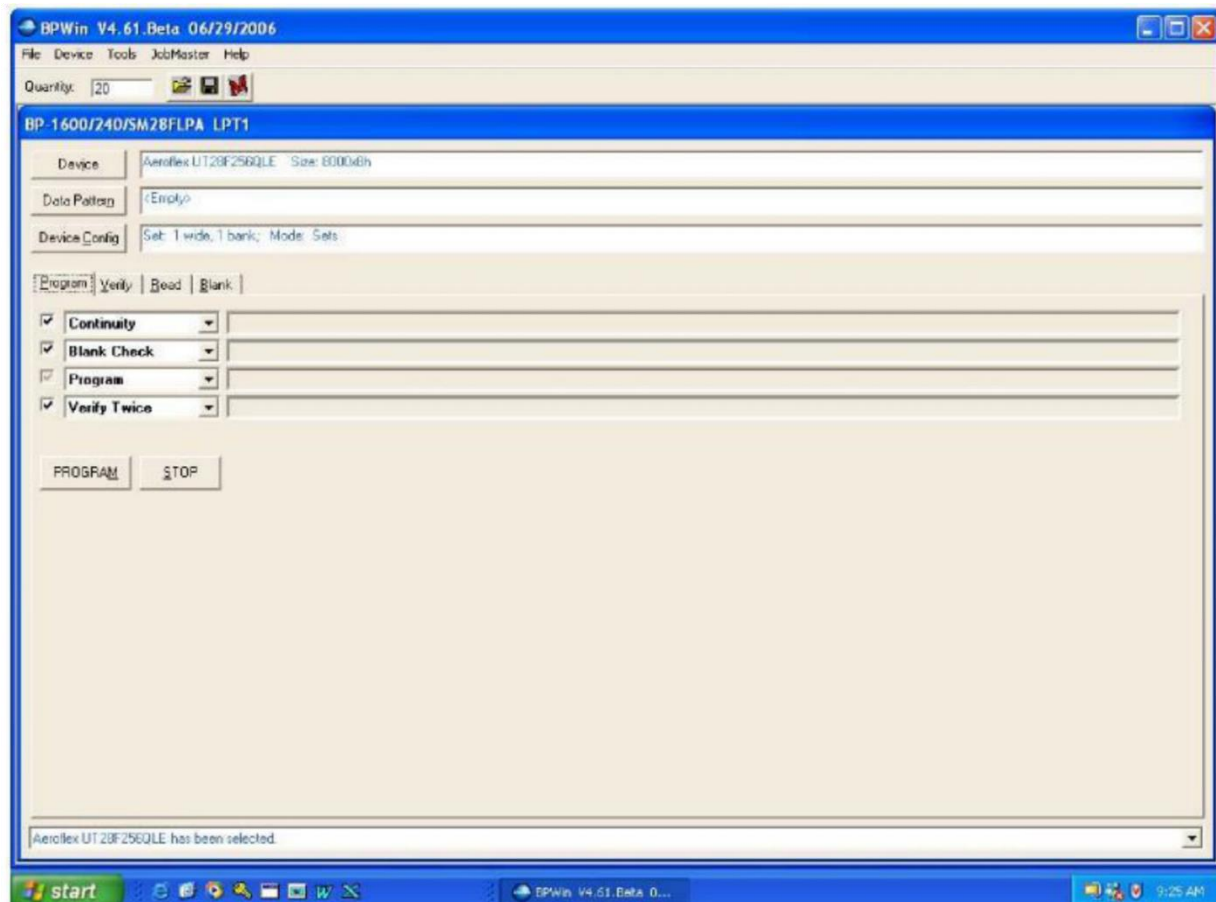 BPWin V4.61.Beta 06/29/2006
File Device Tools JobMaster Help
Quantity: 20
BP-1600/240/SM28FLPA LPT1
Device Aeroflex UT28F256QLE Size: 8000x8h
Data Pattern <Empty>
Device Config Set: 1 wide, 1 bank; Mode: Sets
Program Verify Read Blank
Continuity
Blank Check
Program
Verify Twice
PROGRAM STOP
Aeroflex UT28F256QLE has been selected.
start BPWin V4.61.Beta 0... 9:25 AM